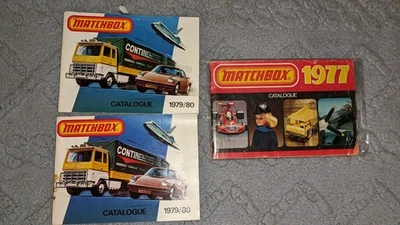 MATCHBOX
CONTINE
CATALOGUE
1979/80
MATCHBOX
CONTINE
CATALOGUE
1979/80
MATCHBOX 1977
CATALOGUE